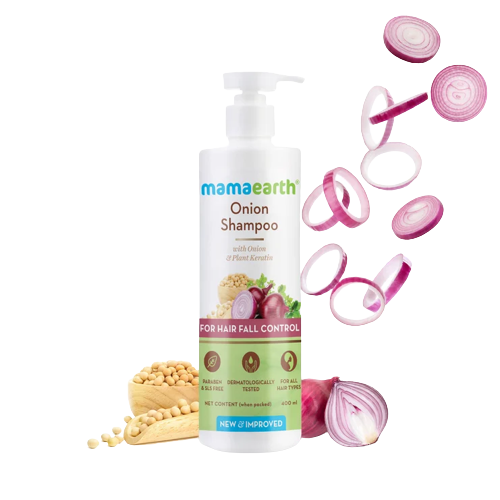 mamaearth®
Onion
Shampoo
with Onion
& Plant Keratin
FOR HAIR FALL CONTROL
PARABEN
& SLS FREE
DERMATOLOGICALLY
TESTED
FOR ALL
HAIR TYPES
NET CONTENT (when packed): 400 ml
NEW & IMPROVED